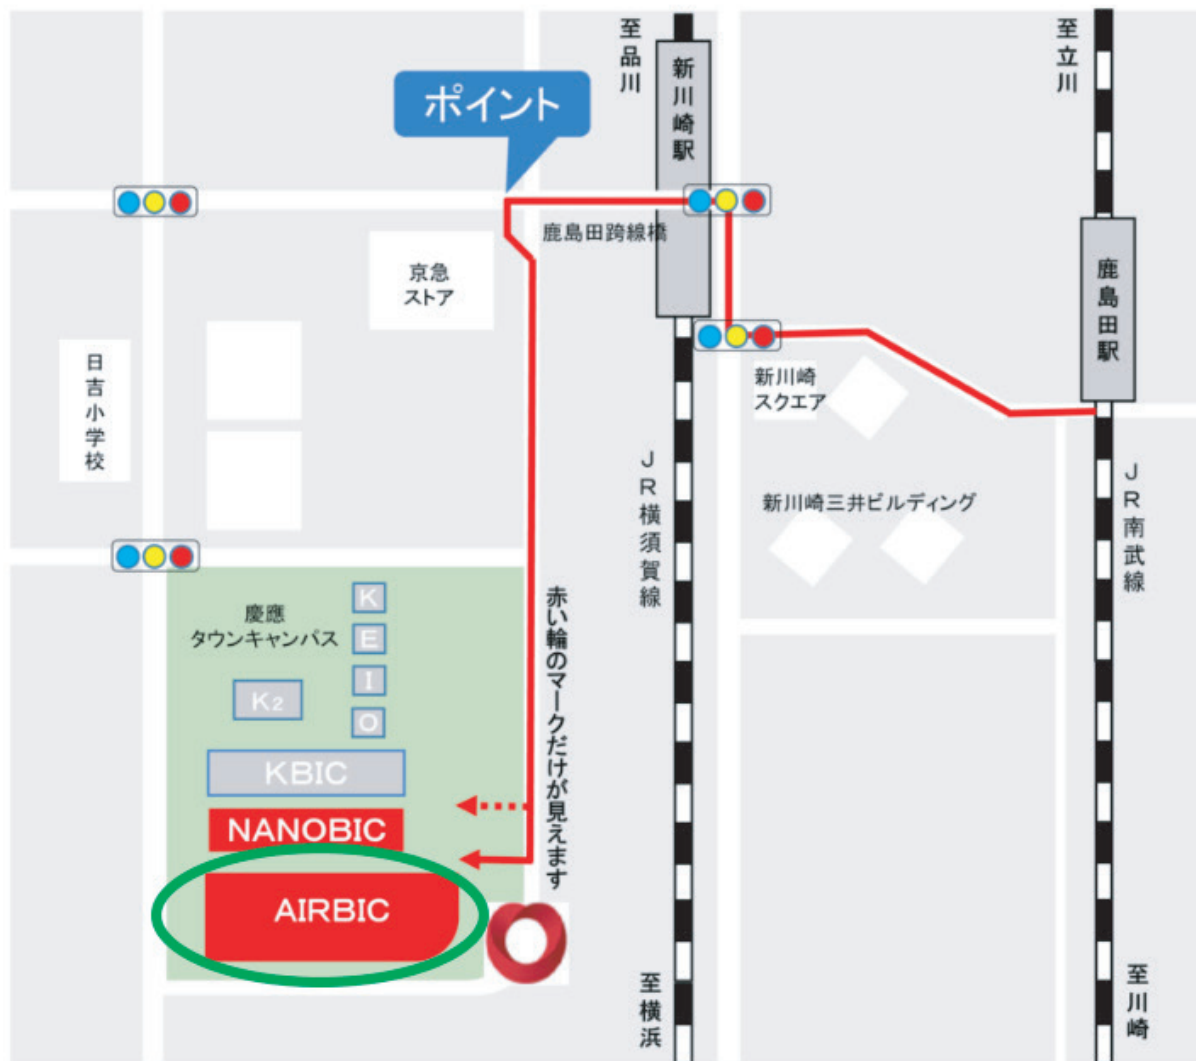 至品川
新川崎駅
至立川
ポイント
鹿島田跨線橋
京急
ストア
鹿島田駅
日吉小学校
新川崎
スクエア
JR横須賀線
JR南武線
新川崎三井ビルディング
慶應
タウンキャンパス
K
E
I
O
K2
KBIC
NANOBIC
AIRBIC
赤い輪のマークだけが見えます
至横浜
至川崎